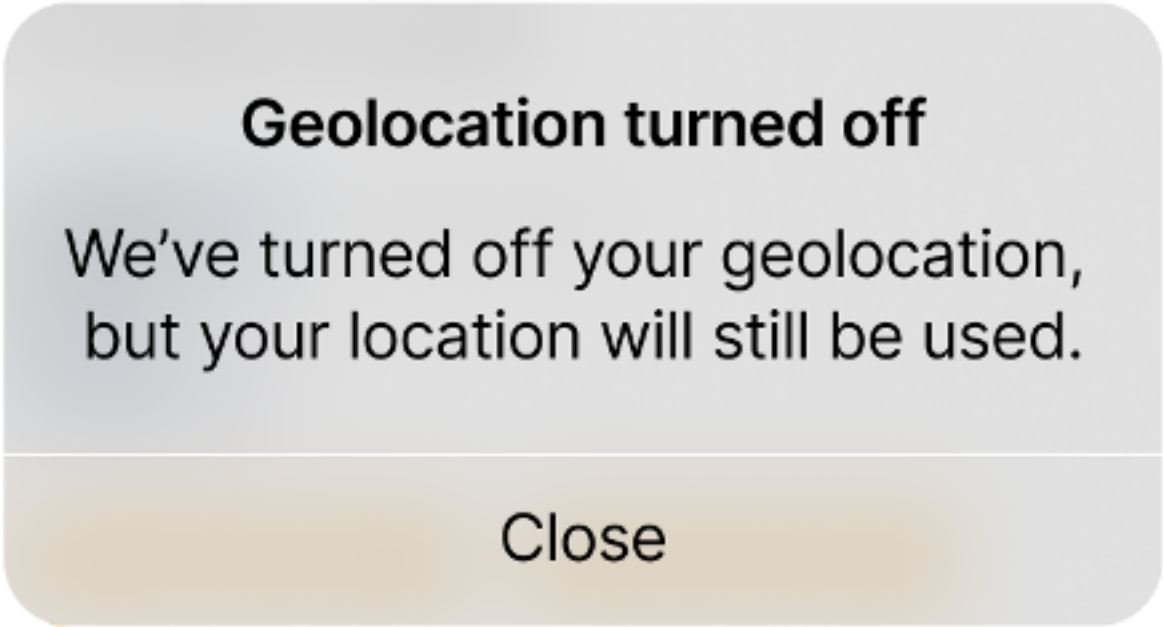 Geolocation turned off
We’ve turned off your geolocation,
but your location will still be used.
Close